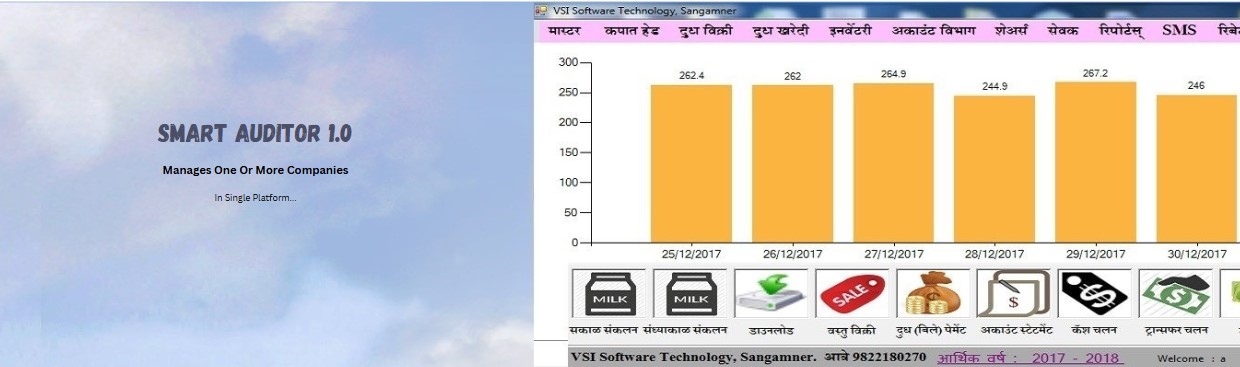 SMART AUDITOR 1.0
Manages One Or More Companies
In Single Platform...
VSI Software Technology, Sangamner
मास्टर कपात हेड दुध विक्री दुध खरेदी इनवेंटरी अकाउंट विभाग शेअर्स सेवक रिपोर्टस् SMS
300
250
200
150
100
50
0
262.4 262 264.9 244.9 267.2 246
25/12/2017 26/12/2017 27/12/2017 28/12/2017 29/12/2017 30/12/2017
MILK MILK SALE $ $ $
सकाळ संकलन संध्याकाळ संकलन डाउनलोड वस्तु विक्री दुध (बिले) पेमेंट अकाउंट स्टेटमेंट कॅश चलन ट्रान्सफर चलन
VSI Software Technology, Sangamner. आत्रे 9822180270 आर्थिक वर्ष : 2017 - 2018 Welcome : a